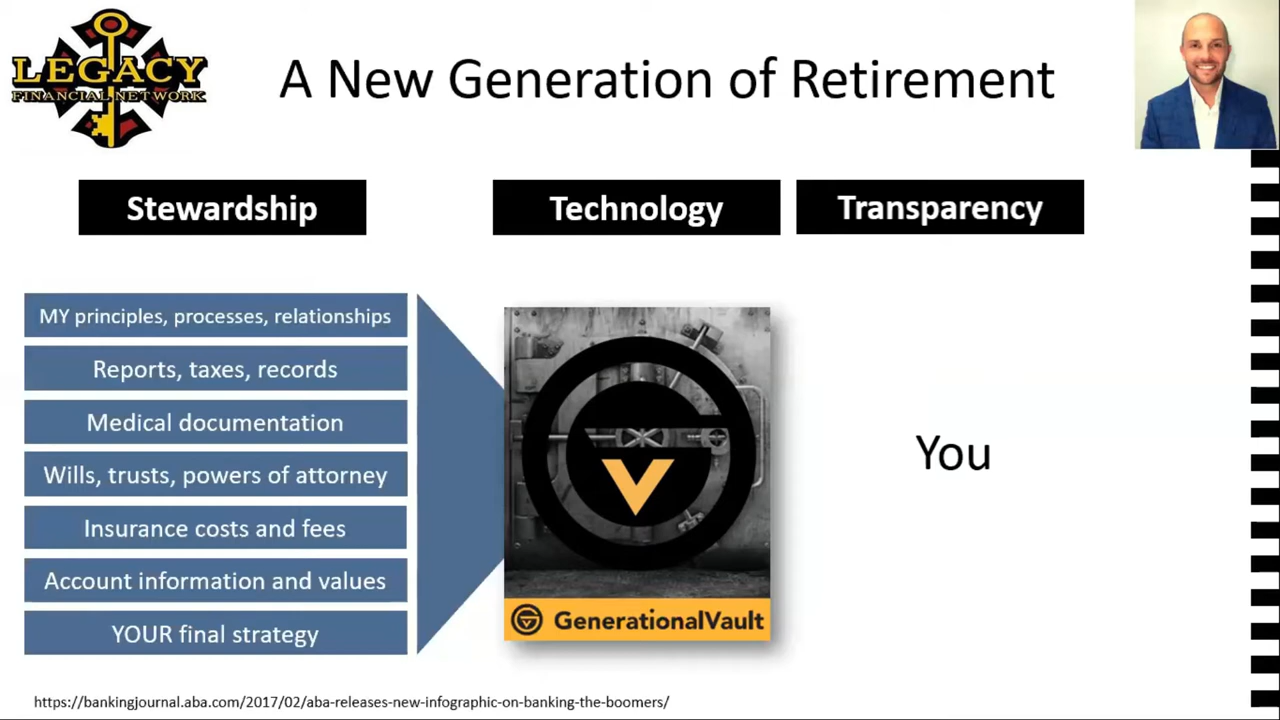 LEGACY
FINANCIAL NETWORK
A New Generation of Retirement
Stewardship
Technology
Transparency
MY principles, processes, relationships
Reports, taxes, records
Medical documentation
Wills, trusts, powers of attorney
Insurance costs and fees
Account information and values
YOUR final strategy
GenerationalVault
You
https://bankingjournal.aba.com/2017/02/aba-releases-new-infographic-on-banking-the-boomers/